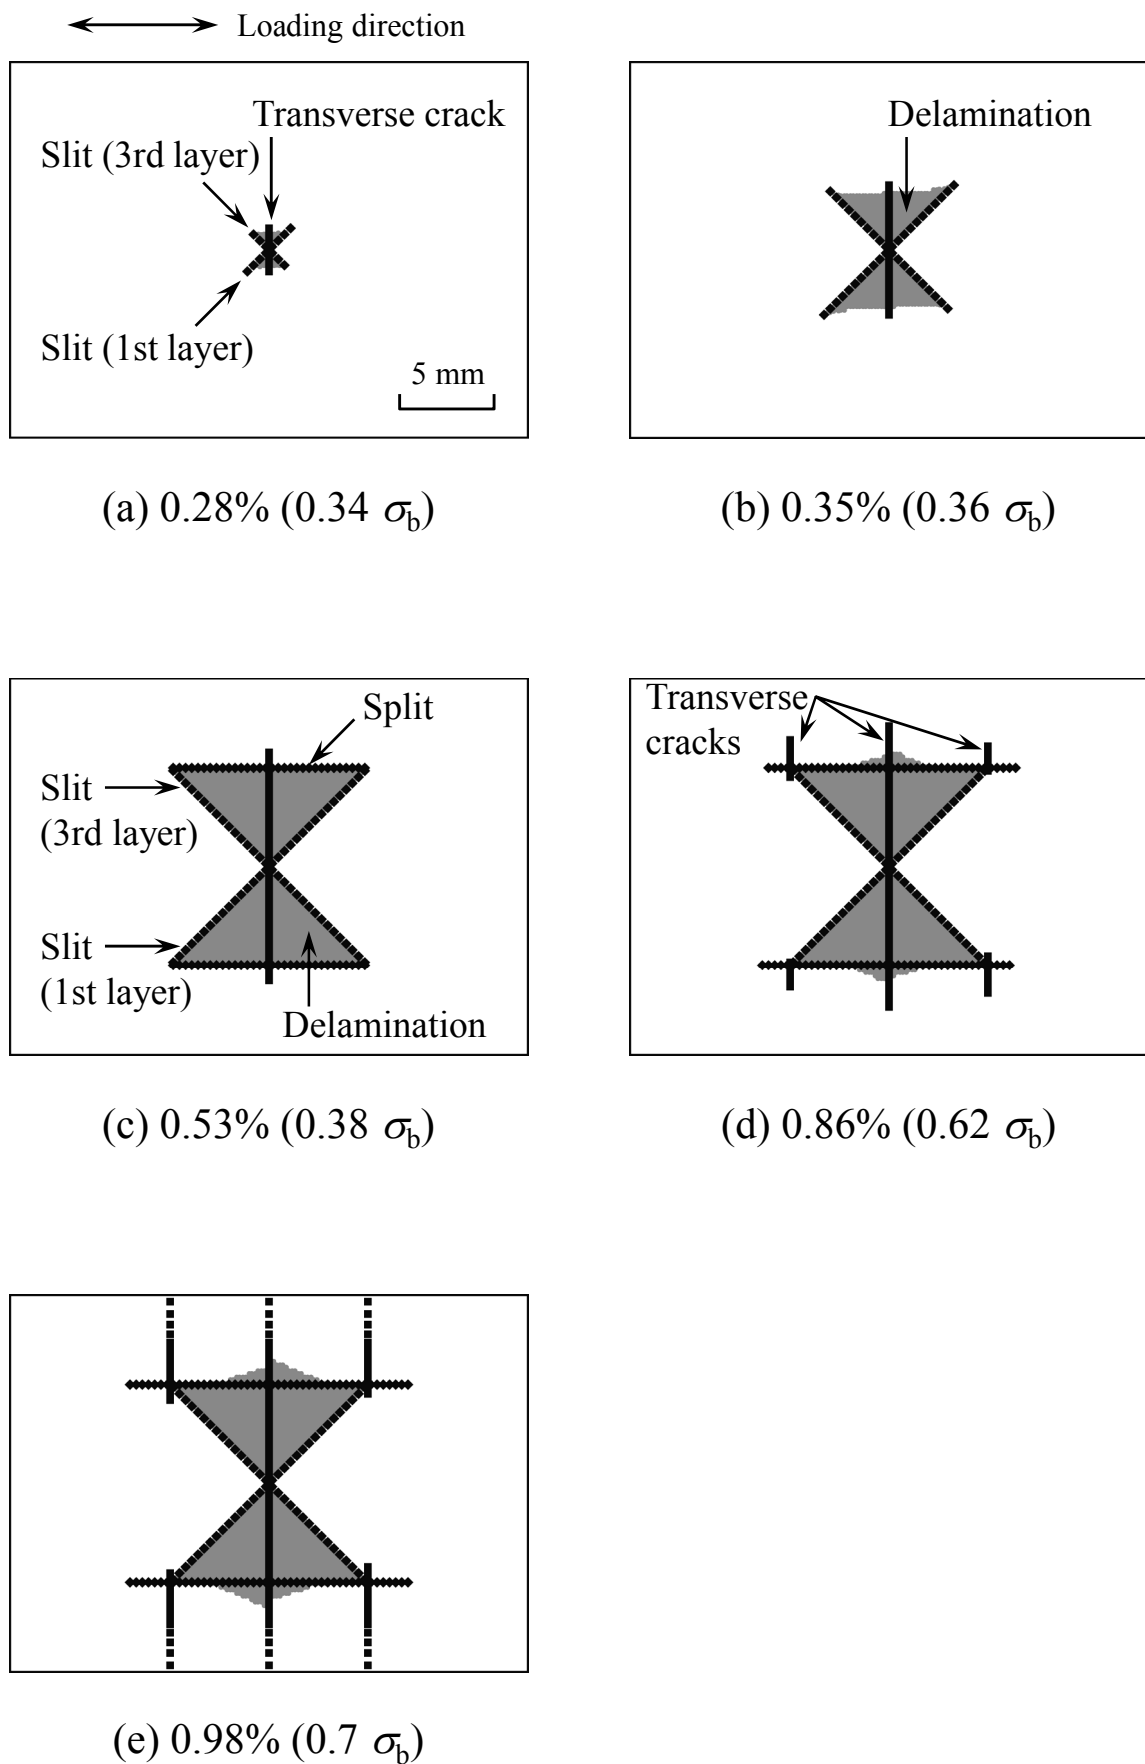 Loading direction
Transverse crack
Slit (3rd layer)
Slit (1st layer)
5 mm
(a) 0.28% (0.34 σb)
Delamination
(b) 0.35% (0.36 σb)
Split
Slit
(3rd layer)
Slit
(1st layer)
Delamination
(c) 0.53% (0.38 σb)
Transverse
cracks
(d) 0.86% (0.62 σb)
(e) 0.98% (0.7 σb)